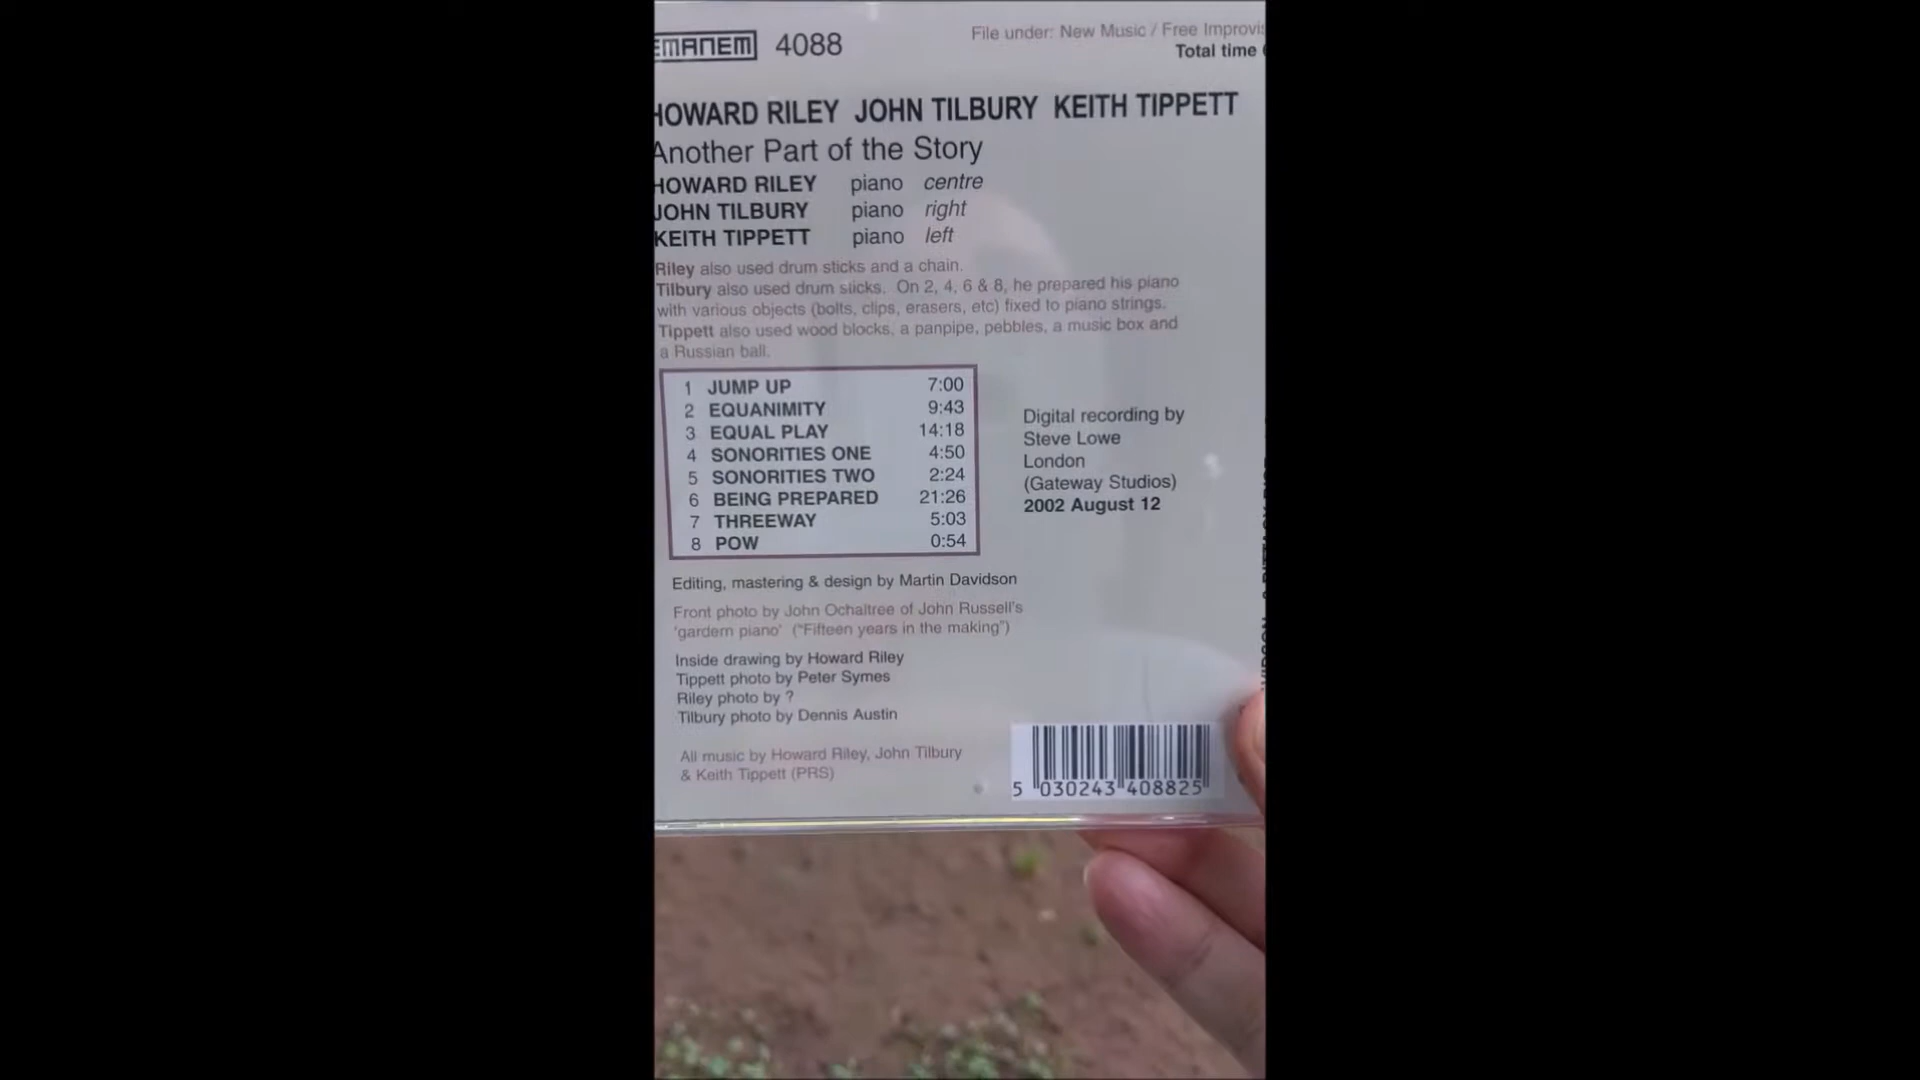 EMANEM 4088
File under: New Music / Free Improvis
Total time
HOWARD RILEY JOHN TILBURY KEITH TIPPETT
Another Part of the Story
HOWARD RILEY piano centre
JOHN TILBURY piano right
KEITH TIPPETT piano left
Riley also used drum sticks and a chain.
Tilbury also used drum sticks. On 2, 4, 6 & 8, he prepared his piano
with various objects (bolts, clips, erasers, etc) fixed to piano strings.
Tippett also used wood blocks, a panpipe, pebbles, a music box and
a Russian ball.
1 JUMP UP 7:00
2 EQUANIMITY 9:43
3 EQUAL PLAY 14:18
4 SONORITIES ONE 4:50
5 SONORITIES TWO 2:24
6 BEING PREPARED 21:26
7 THREEWAY 5:03
8 POW 0:54
Digital recording by
Steve Lowe
London
(Gateway Studios)
2002 August 12
Editing, mastering & design by Martin Davidson
Front photo by John Ochaltree of John Russell's
'gardern piano' ("Fifteen years in the making")
Inside drawing by Howard Riley
Tippett photo by Peter Symes
Riley photo by ?
Tilbury photo by Dennis Austin
All music by Howard Riley, John Tilbury
& Keith Tippett (PRS)
5 030243 408825